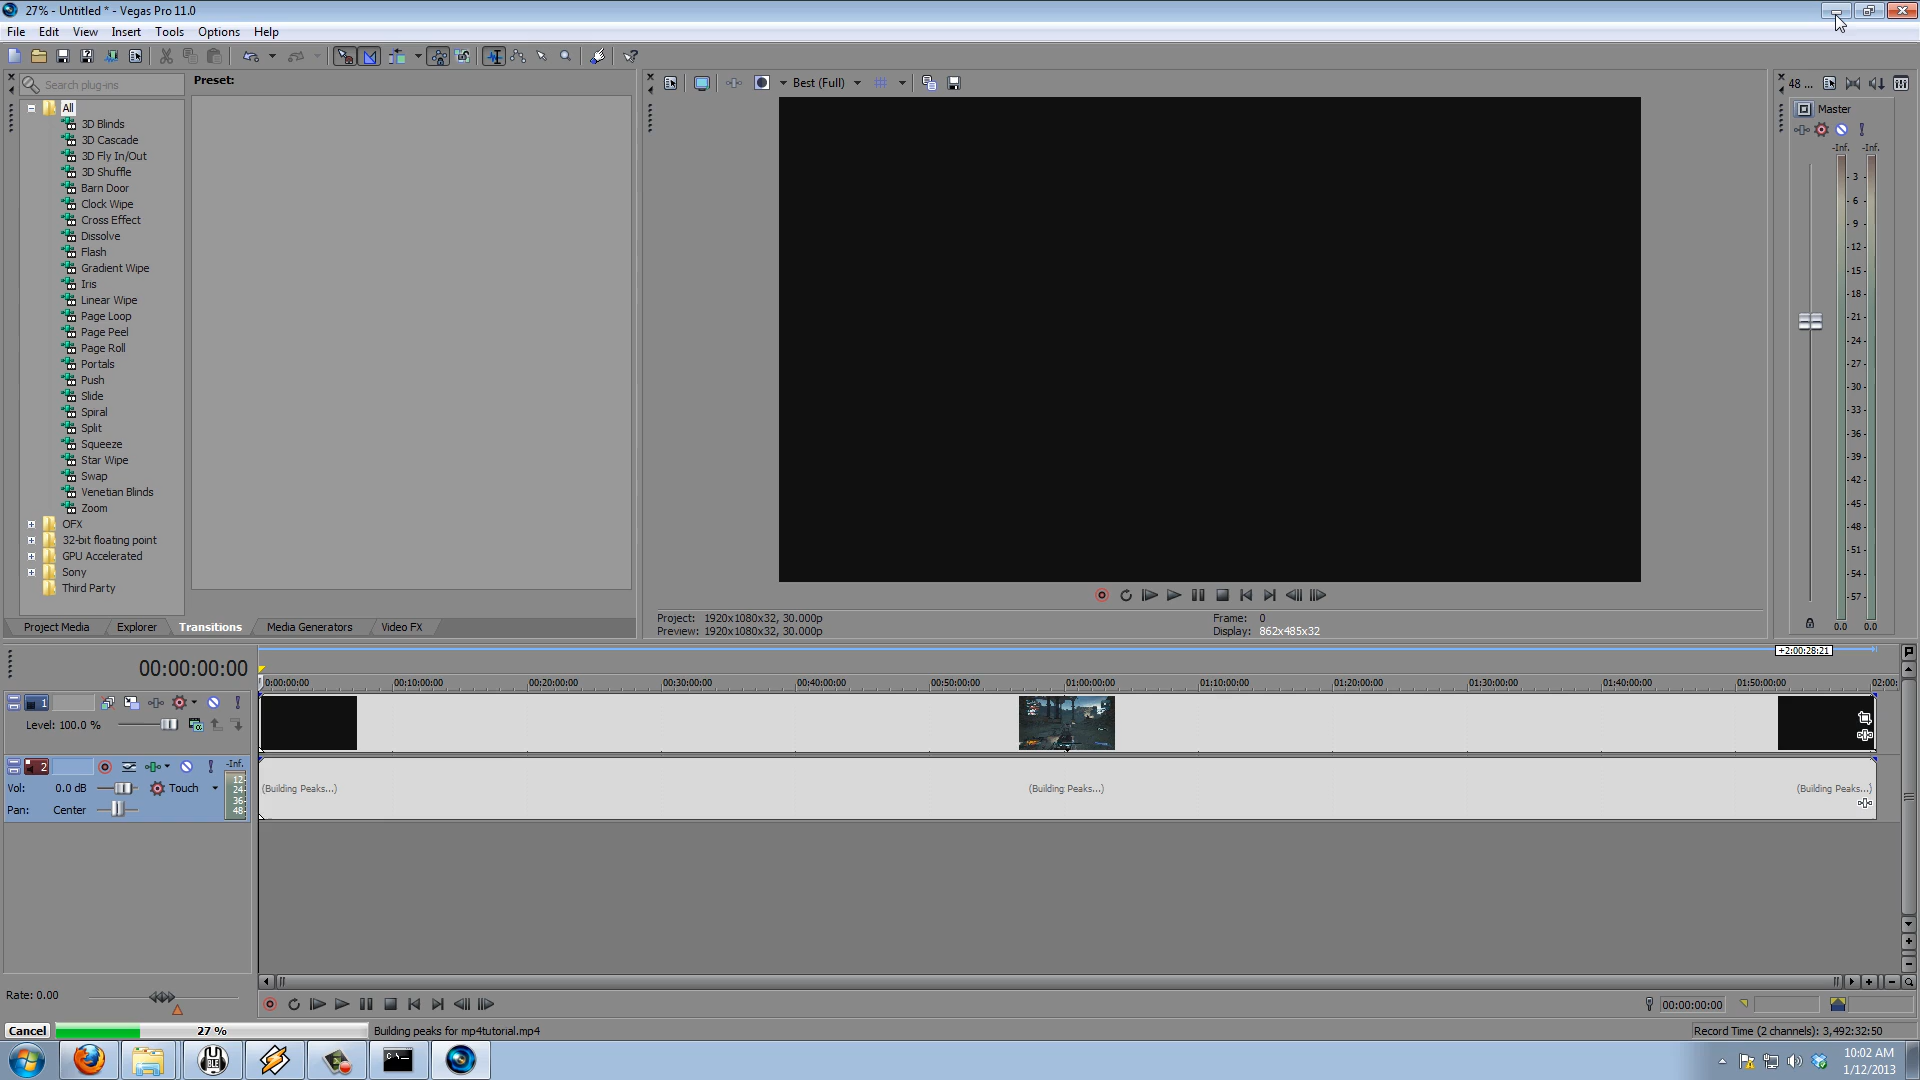 27% - Untitled * - Vegas Pro 11.0
File Edit View Insert Tools Options Help
Search plug-ins
Preset:
Best (Full)
48 ...
All
3D Blinds
3D Cascade
3D Fly In/Out
3D Shuffle
Barn Door
Clock Wipe
Cross Effect
Dissolve
Flash
Gradient Wipe
Iris
Linear Wipe
Page Loop
Page Peel
Page Roll
Portals
Push
Slide
Spiral
Split
Squeeze
Star Wipe
Swap
Venetian Blinds
Zoom
OFX
32-bit floating point
GPU Accelerated
Sony
Third Party
Master
-Inf. -Inf.
- 3 -
- 6 -
- 9 -
- 12 -
- 15 -
- 18 -
- 21 -
- 24 -
- 27 -
- 30 -
- 33 -
- 36 -
- 39 -
- 42 -
- 45 -
- 48 -
- 51 -
- 54 -
- 57 -
0.0 0.0
Project: 1920x1080x32, 30.000p
Preview: 1920x1080x32, 30.000p
Frame: 0
Display: 862x485x32
Project Media Explorer Transitions Media Generators Video FX
00:00:00:00
+2:00:28:21
0:00:00:00 00:10:00:00 00:20:00:00 00:30:00:00 00:40:00:00 00:50:00:00 01:00:00:00 01:10:00:00 01:20:00:00 01:30:00:00 01:40:00:00 01:50:00:00 02:00:
1
Level: 100.0 %
2
-Inf.
12
24
36
48
Vol: 0.0 dB Touch
Pan: Center
(Building Peaks...) (Building Peaks...) (Building Peaks...)
Rate: 0.00
00:00:00:00
Cancel 27 % Building peaks for mp4tutorial.mp4
Record Time (2 channels): 3,492:32:50
10:02 AM
1/12/2013